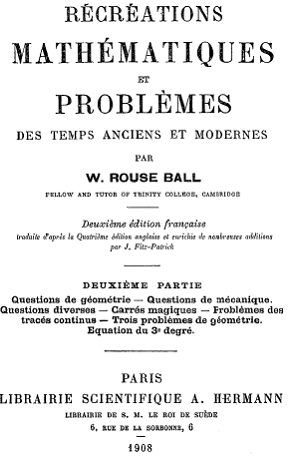 RÉCRÉATIONS
MATHÉMATIQUES
ET
PROBLÈMES
DES TEMPS ANCIENS ET MODERNES
PAR
W. ROUSE BALL
FELLOW AND TUTOR OF TRINITY COLLEGE, CAMBRIDGE
Deuxième édition française
traduite d'après la Quatrième édition anglaise et enrichie de nombreuses additions
par J. Fitz-Patrick
DEUXIÈME PARTIE
Questions de géométrie — Questions de mécanique.
Questions diverses — Carrés magiques — Problèmes des
tracés continus — Trois problèmes de géométrie.
Equation du 3e degré.
PARIS
LIBRAIRIE SCIENTIFIQUE A. HERMANN
LIBRAIRE DE S. M. LE ROI DE SUÈDE
6, RUE DE LA SORBONNE, 6
1908